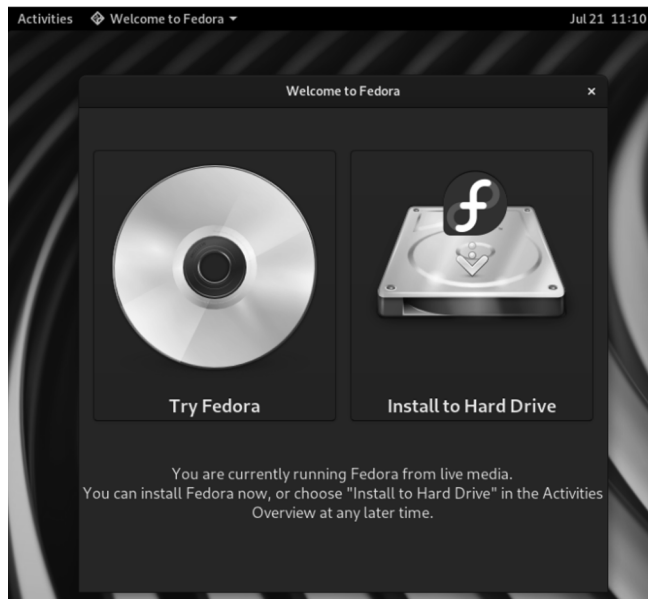 Activities Welcome to Fedora Jul 21 11:10
Welcome to Fedora ×
Try Fedora Install to Hard Drive
You are currently running Fedora from live media.
You can install Fedora now, or choose "Install to Hard Drive" in the Activities
Overview at any later time.